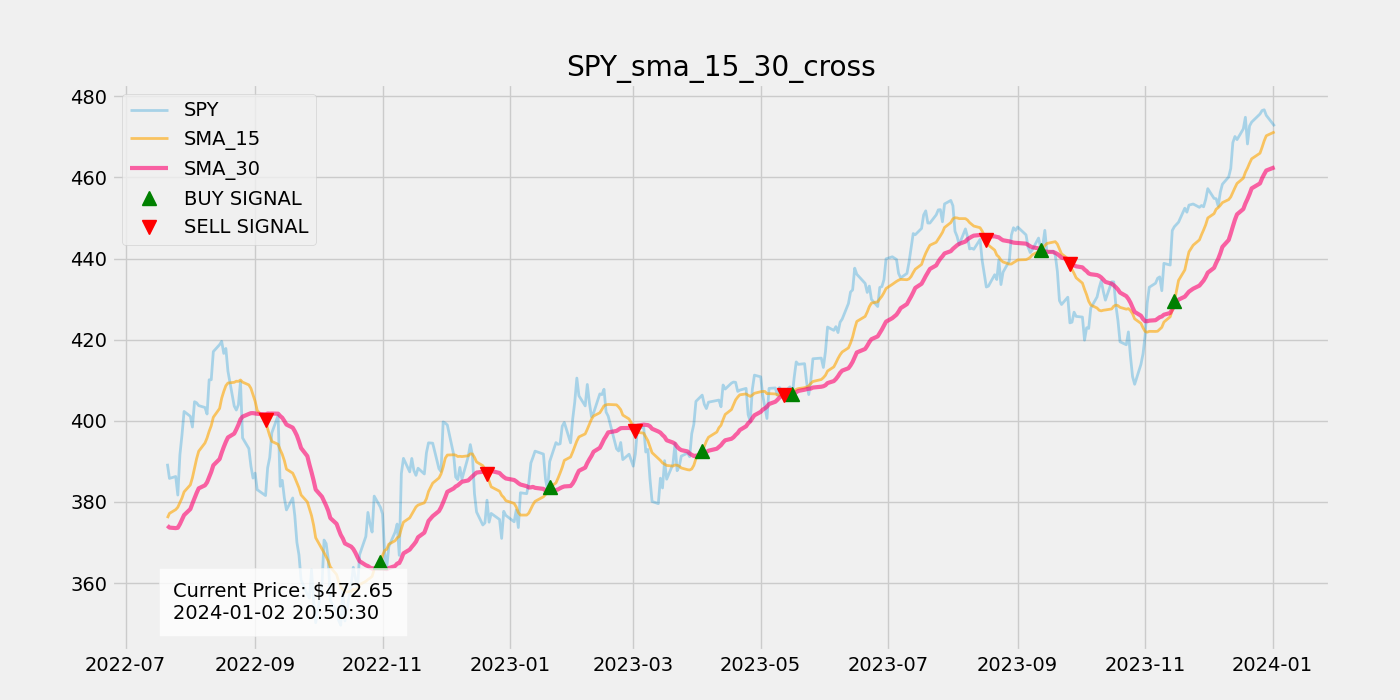 SPY_sma_15_30_cross
480
460
440
420
400
380
360
SPY
SMA_15
SMA_30
BUY SIGNAL
SELL SIGNAL
Current Price: $472.65
2024-01-02 20:50:30
2022-07 2022-09 2022-11 2023-01 2023-03 2023-05 2023-07 2023-09 2023-11 2024-01